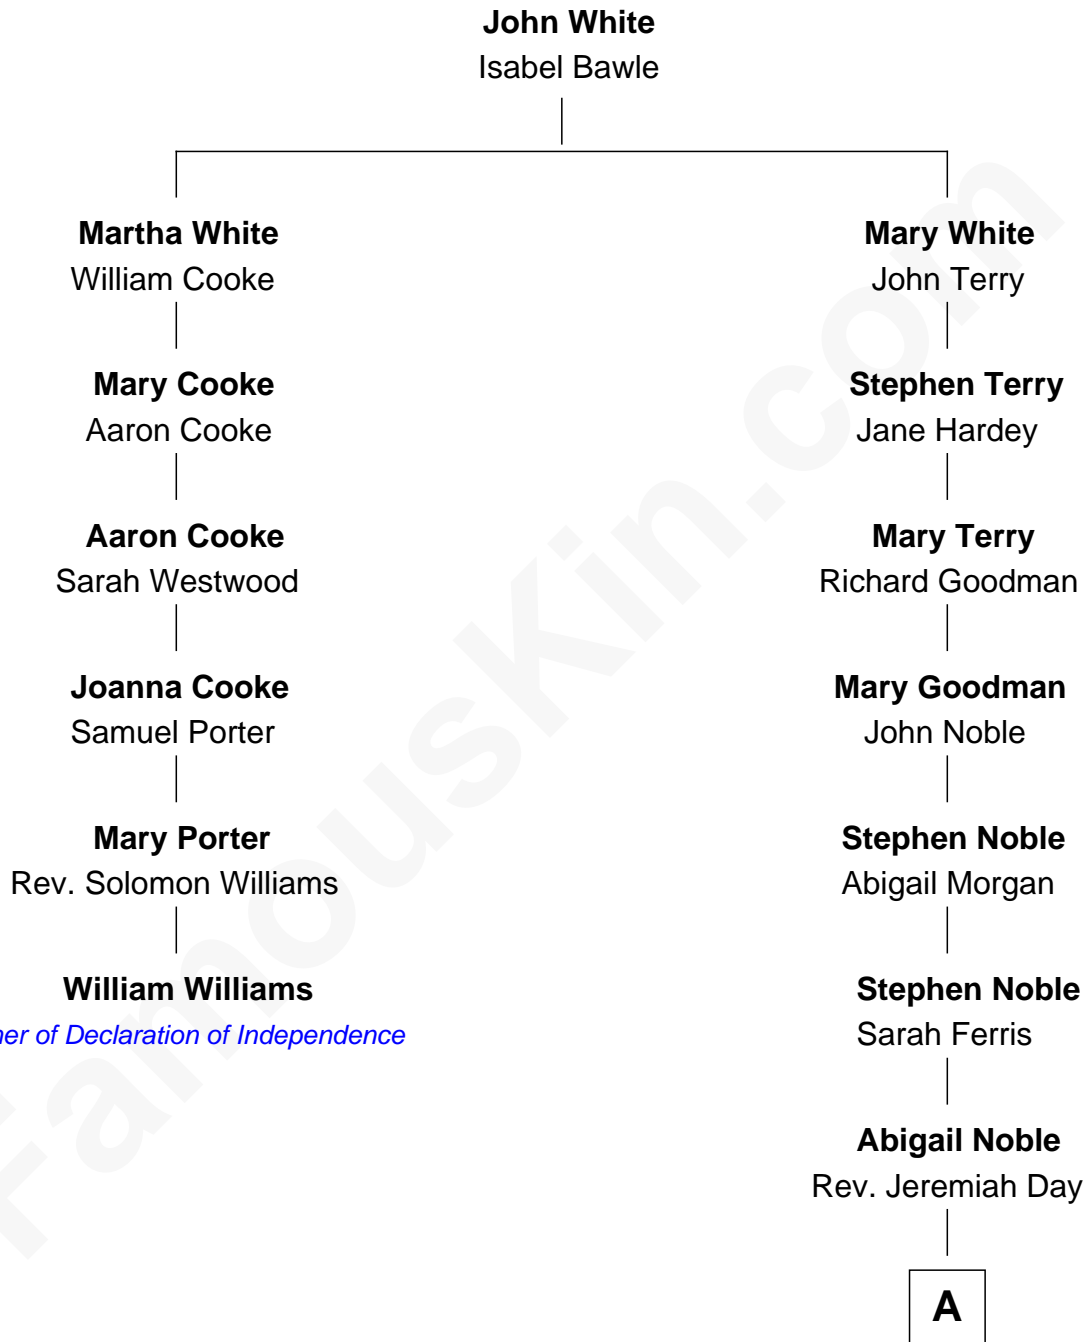 John White
Isabel Bawle
Martha White
William Cooke
Mary Cooke
Aaron Cooke
Aaron Cooke
Sarah Westwood
Joanna Cooke
Samuel Porter
Mary Porter
Rev. Solomon Williams
William Williams
of Declaration of Independence
Mary White
John Terry
Stephen Terry
Jane Hardey
Mary Terry
Richard Goodman
Mary Goodman
John Noble
Stephen Noble
Abigail Morgan
Stephen Noble
Sarah Ferris
Abigail Noble
Rev. Jeremiah Day
A
FamousKin.com